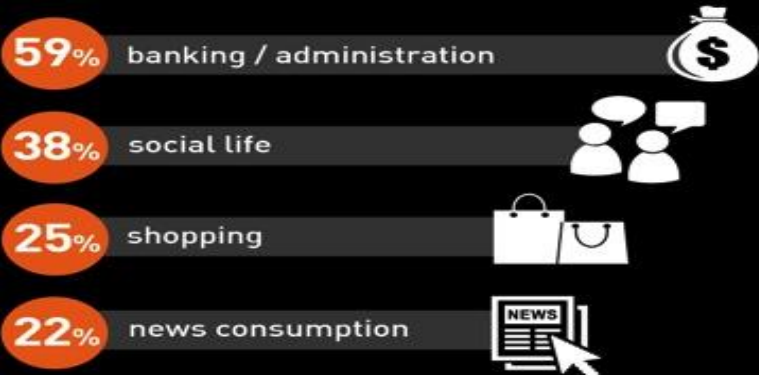 59% banking / administration
$
38% social life
25% shopping
22% news consumption
NEWS